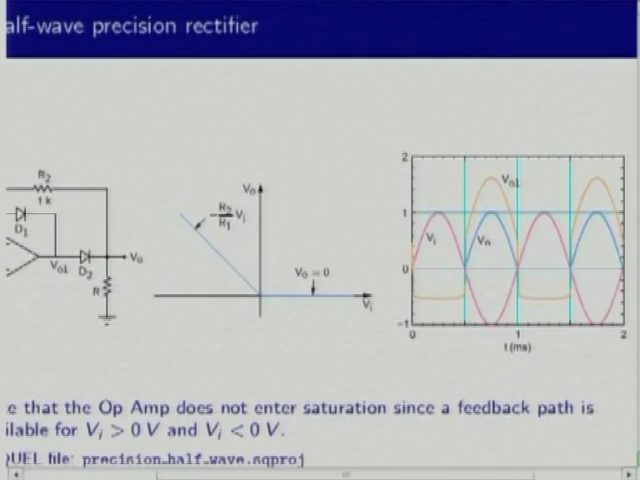 alf-wave precision rectifier
R2
1 k
D1
Vo1
D2
Vo
R
Vo
-R2/R1 Vi
Vo = 0
Vi
2
1
0
-1
Vo1
Vi
Vo
0
1
2
t (ms)
e that the Op Amp does not enter saturation since a feedback path is
ilable for Vi > 0 V and Vi < 0 V.
QUEL file: precision_half_wave.sqproj